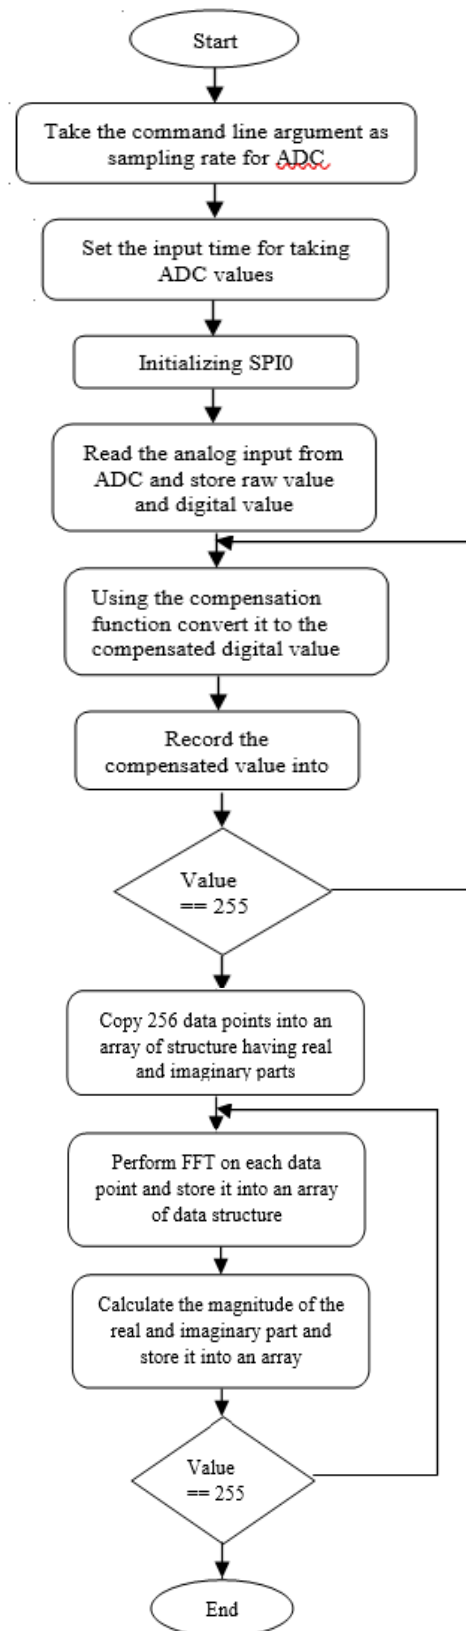 Start
Take the command line argument as
sampling rate for ADC
Set the input time for taking
ADC values
Initializing SPI0
Read the analog input from
ADC and store raw value
and digital value
Using the compensation
function convert it to the
compensated digital value
Record the
compensated value into
Value
== 255
Copy 256 data points into an
array of structure having real
and imaginary parts
Perform FFT on each data
point and store it into an array
of data structure
Calculate the magnitude of the
real and imaginary part and
store it into an array
Value
== 255
End